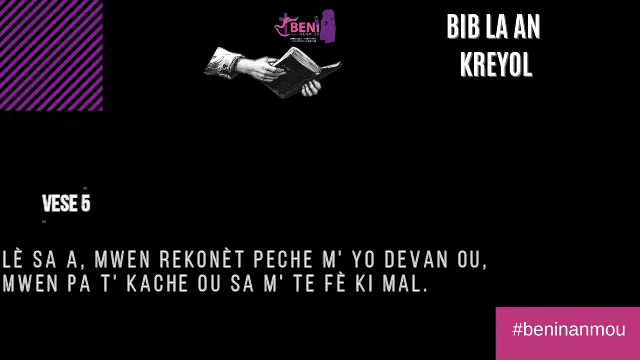 BENI
BIB LA AN
KREYOL
VESE 5
LÈ SA A, MWEN REKONÈT PECHE M' YO DEVAN OU,
MWEN PA T' KACHE OU SA M' TE FÈ KI MAL.
#beninanmou